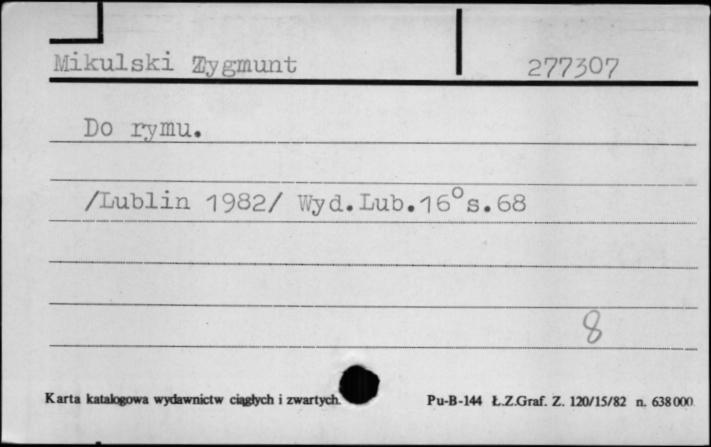 Mikulski Zygmunt 277307
Do rymu.
/Lublin 1982/ Wyd.Lub.16°s.68
8
Karta katalogowa wydawnictw ciągłych i zwartych. Pu-B-144 Ł.Z.Graf. Z. 120/15/82 n. 638000